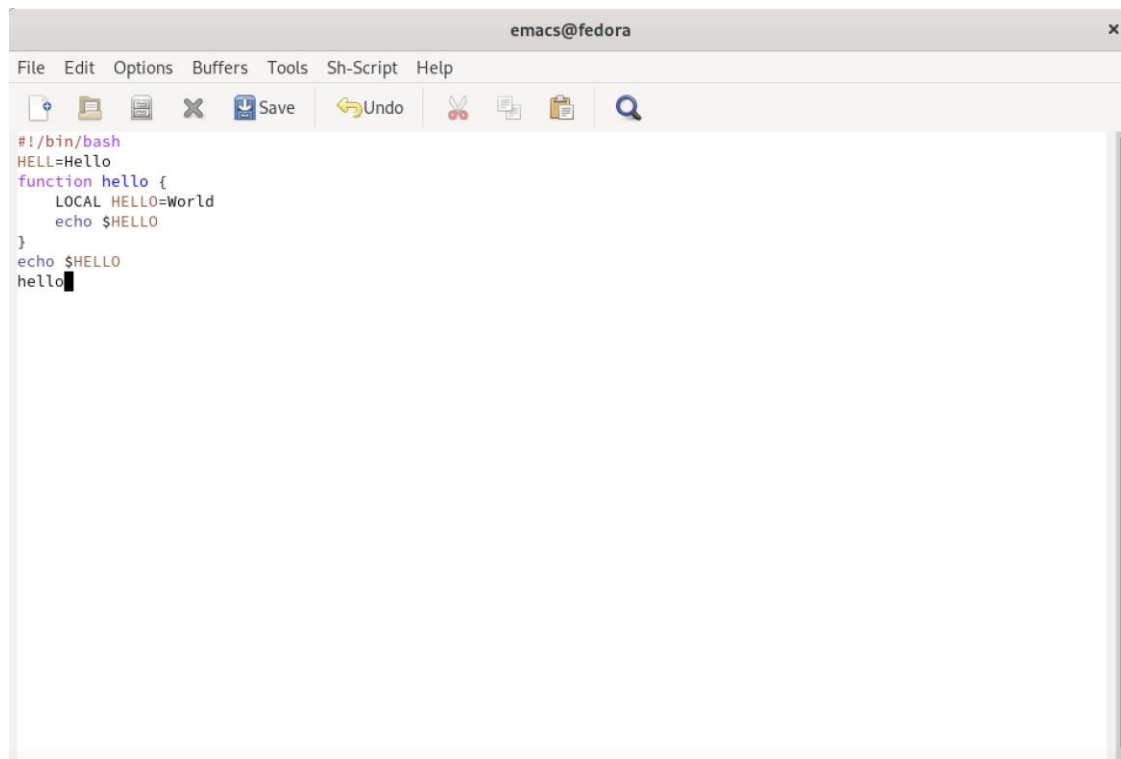 emacs@fedora
File Edit Options Buffers Tools Sh-Script Help
Save Undo
#!/bin/bash
HELL=Hello
function hello {
    LOCAL HELLO=World
    echo $HELLO
}
echo $HELLO
hello